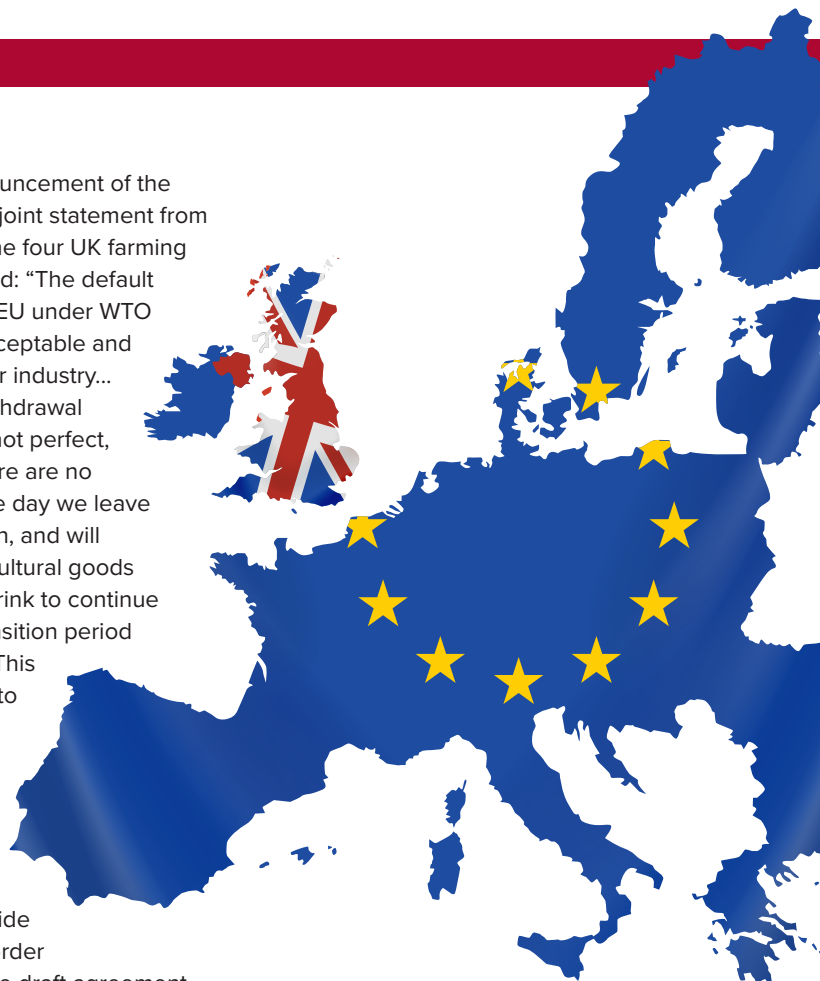 uncement of the
joint statement from
e four UK farming
d: “The default
EU under WTO
ceptable and
r industry...
hdrawal
not perfect,
re are no
e day we leave
n, and will
ultural goods
rink to continue
sition period
This
to
ide
rder
e draft agreement